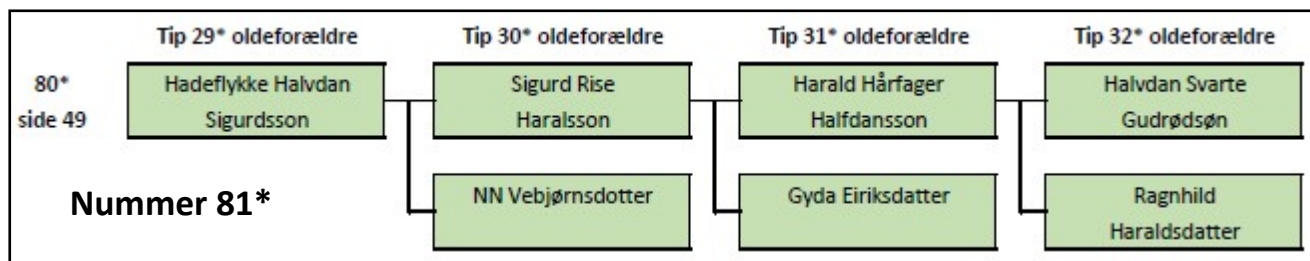 Tip 29* oldeforældre Tip 30* oldeforældre Tip 31* oldeforældre Tip 32* oldeforældre
80*
side 49
Hadeflykke Halvdan
Sigurdsson
Sigurd Rise
Haralsson
Harald Hårfager
Halfdansson
Halvdan Svarte
Gudrødsøn
Nummer 81*
NN Vebjørnsdotter
Gyda Eiriksdatter
Ragnhild
Haraldsdatter